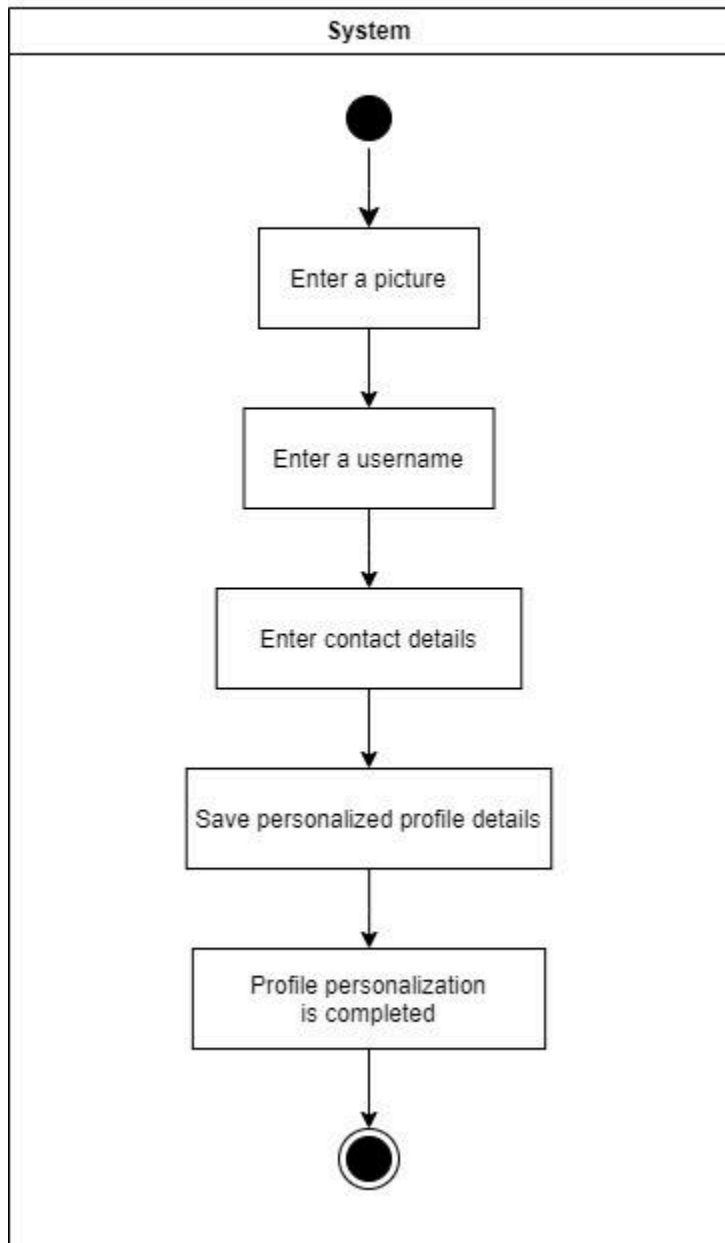 System
Enter a picture
Enter a username
Enter contact details
Save personalized profile details
Profile personalization
is completed